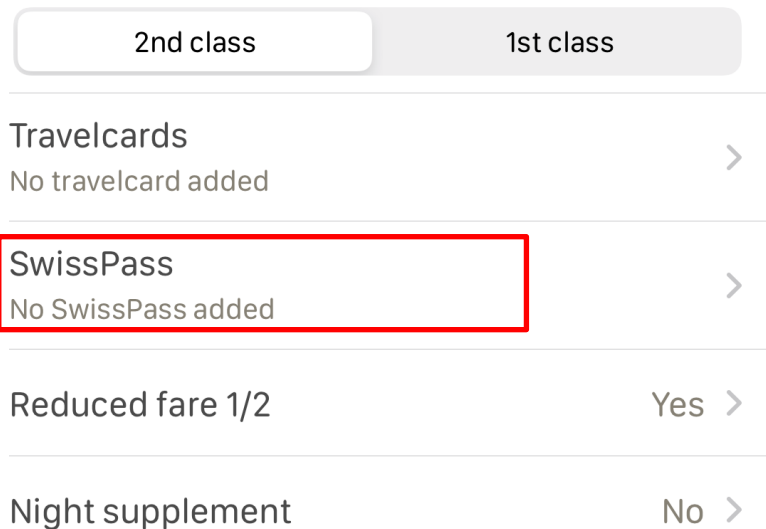 2nd class 1st class
Travelcards
No travelcard added
SwissPass
No SwissPass added
Reduced fare 1/2 Yes
Night supplement No